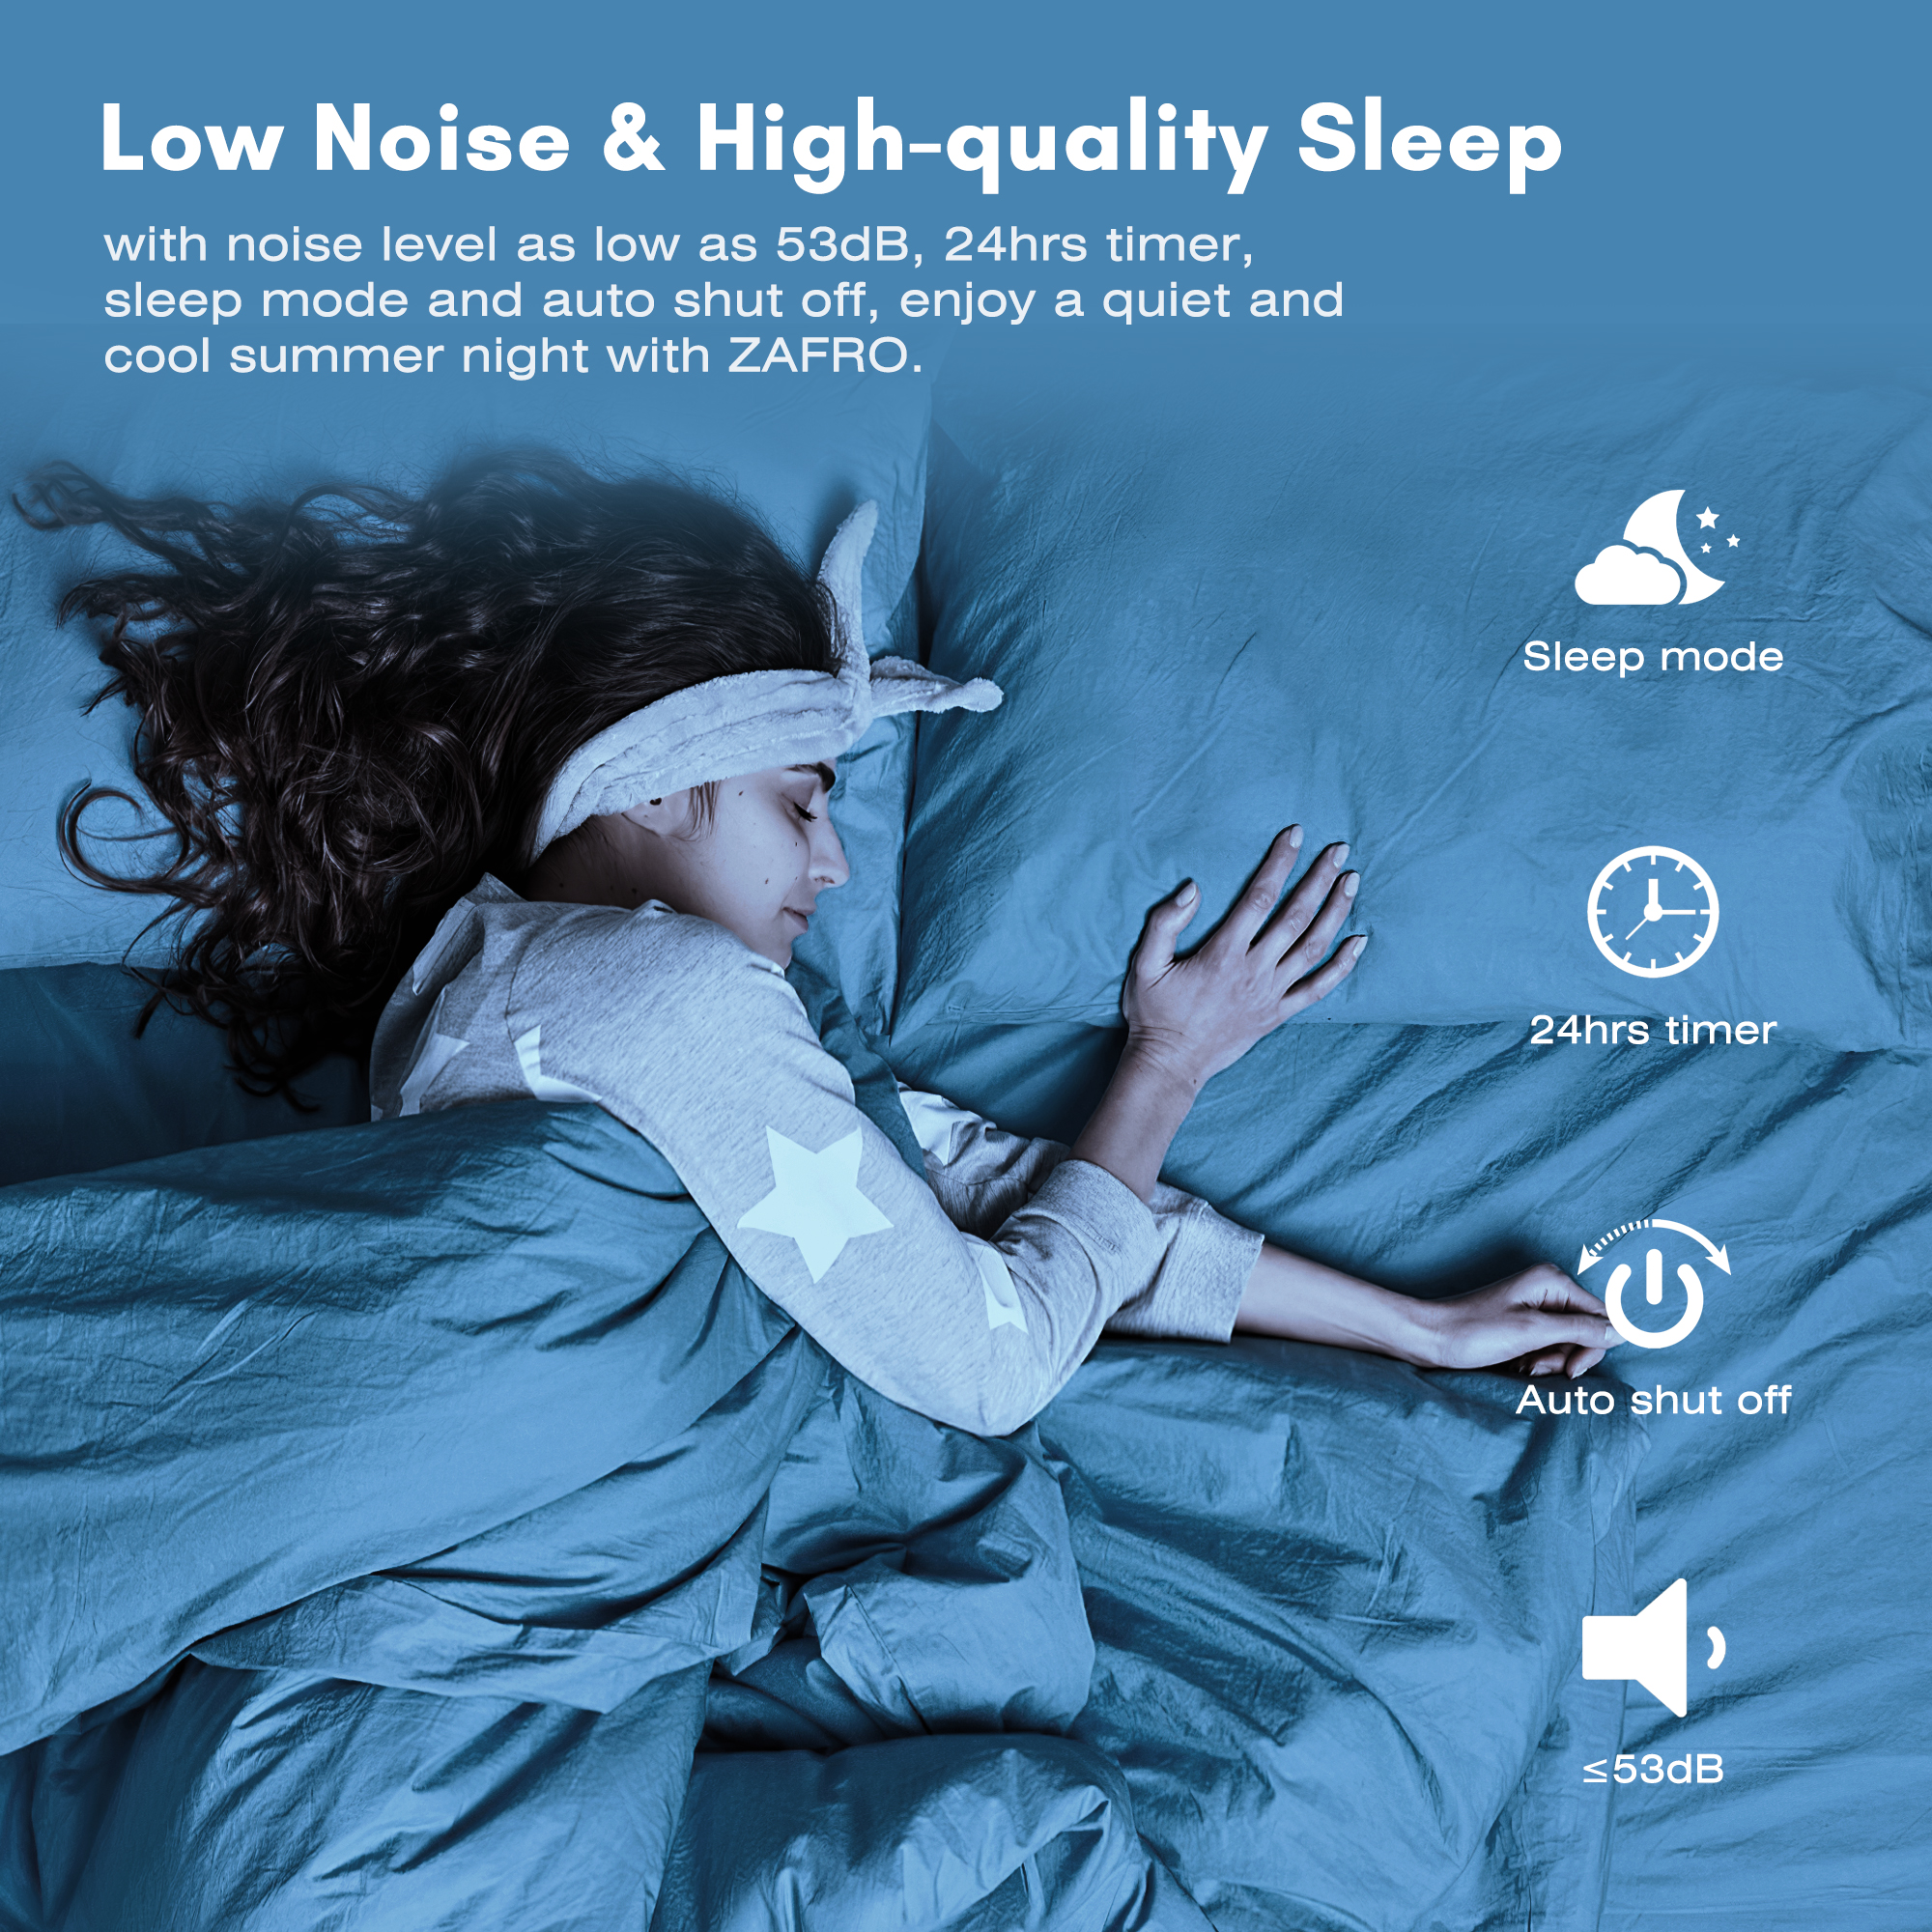 Low Noise & High-quality Sleep
with noise level as low as 53dB, 24hrs timer,
sleep mode and auto shut off, enjoy a quiet and
cool summer night with ZAFRO.
Sleep mode
24hrs timer
Auto shut off
≤53dB